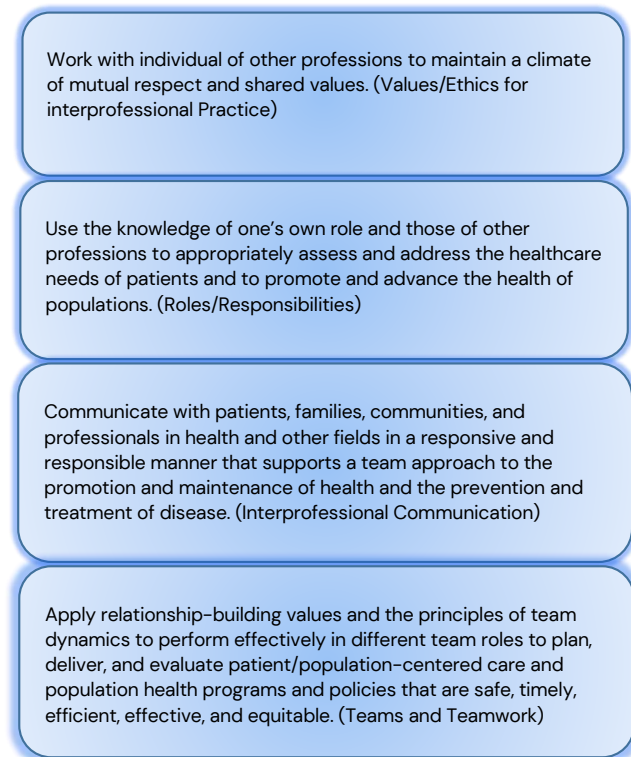 Work with individual of other professions to maintain a climate
of mutual respect and shared values. (Values/Ethics for
interprofessional Practice)
Use the knowledge of one's own role and those of other
professions to appropriately assess and address the healthcare
needs of patients and to promote and advance the health of
populations. (Roles/Responsibilities)
Communicate with patients, families, communities, and
professionals in health and other fields in a responsive and
responsible manner that supports a team approach to the
promotion and maintenance of health and the prevention and
treatment of disease. (Interprofessional Communication)
Apply relationship-building values and the principles of team
dynamics to perform effectively in different team roles to plan,
deliver, and evaluate patient/population-centered care and
population health programs and policies that are safe, timely,
efficient, effective, and equitable. (Teams and Teamwork)